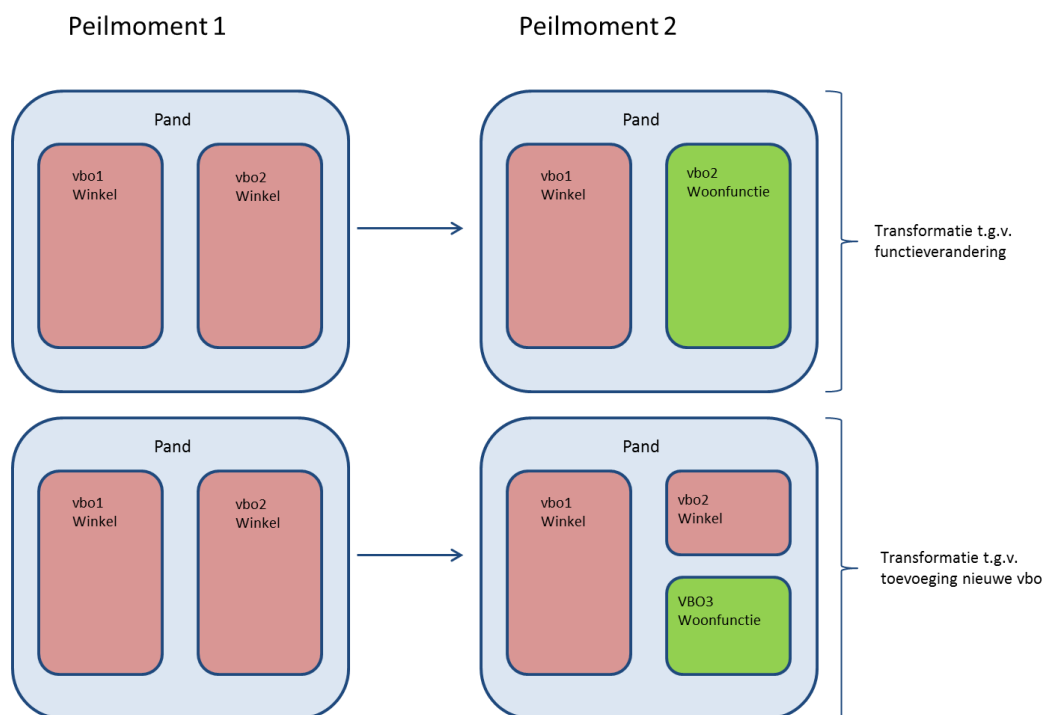 Peilmoment 1
Peilmoment 2
Pand
vbo1
Winkel
vbo2
Winkel
Pand
vbo1
Winkel
vbo2
Woonfunctie
Transformatie t.g.v.
functieverandering
Pand
vbo1
Winkel
vbo2
Winkel
Pand
vbo1
Winkel
vbo2
Winkel
VBO3
Woonfunctie
Transformatie t.g.v.
toevoeging nieuwe vbo